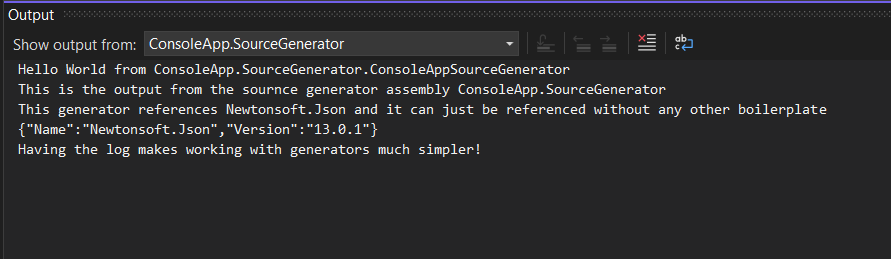 Output
Show output from: ConsoleApp.SourceGenerator
Hello World from ConsoleApp.SourceGenerator.ConsoleAppSourceGenerator
This is the output from the sournce generator assembly ConsoleApp.SourceGenerator
This generator references Newtonsoft.Json and it can just be referenced without any other boilerplate
{"Name":"Newtonsoft.Json","Version":"13.0.1"}
Having the log makes working with generators much simpler!